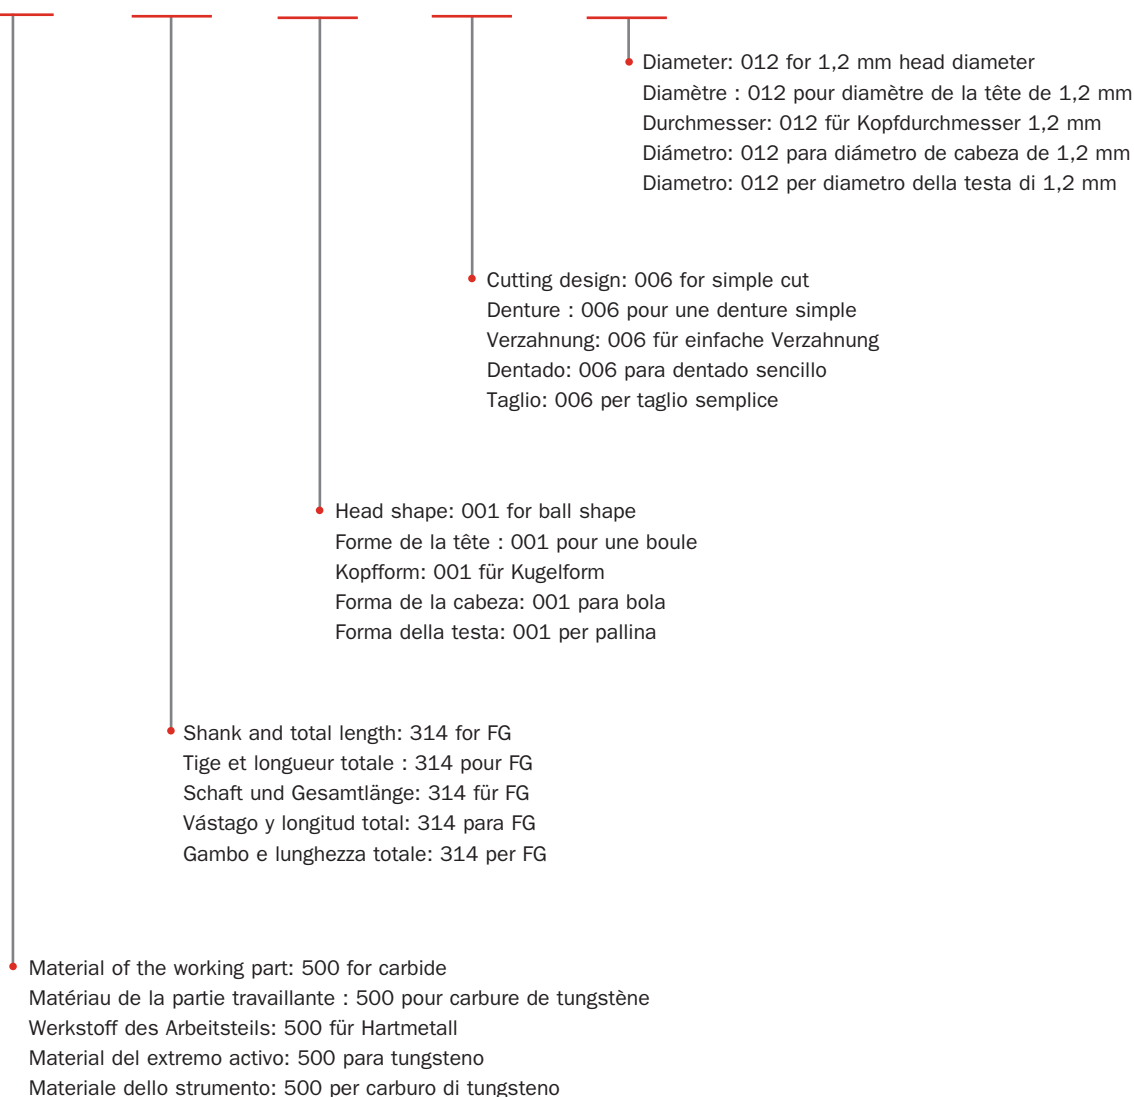 Diameter: 012 for 1,2 mm head diameter
Diamètre : 012 pour diamètre de la tête de 1,2 mm
Durchmesser: 012 für Kopfdurchmesser 1,2 mm
Diámetro: 012 para diámetro de cabeza de 1,2 mm
Diametro: 012 per diametro della testa di 1,2 mm
Cutting design: 006 for simple cut
Denture : 006 pour une denture simple
Verzahnung: 006 für einfache Verzahnung
Dentado: 006 para dentado sencillo
Taglio: 006 per taglio semplice
Head shape: 001 for ball shape
Forme de la tête : 001 pour une boule
Kopfform: 001 für Kugelform
Forma de la cabeza: 001 para bola
Forma della testa: 001 per pallina
Shank and total length: 314 for FG
Tige et longueur totale : 314 pour FG
Schaft und Gesamtlänge: 314 für FG
Vástago y longitud total: 314 para FG
Gambo e lunghezza totale: 314 per FG
Material of the working part: 500 for carbide
Matériau de la partie travaillante : 500 pour carbure de tungstène
Werkstoff des Arbeitsteils: 500 für Hartmetall
Material del extremo activo: 500 para tungsteno
Materiale dello strumento: 500 per carburo di tungsteno